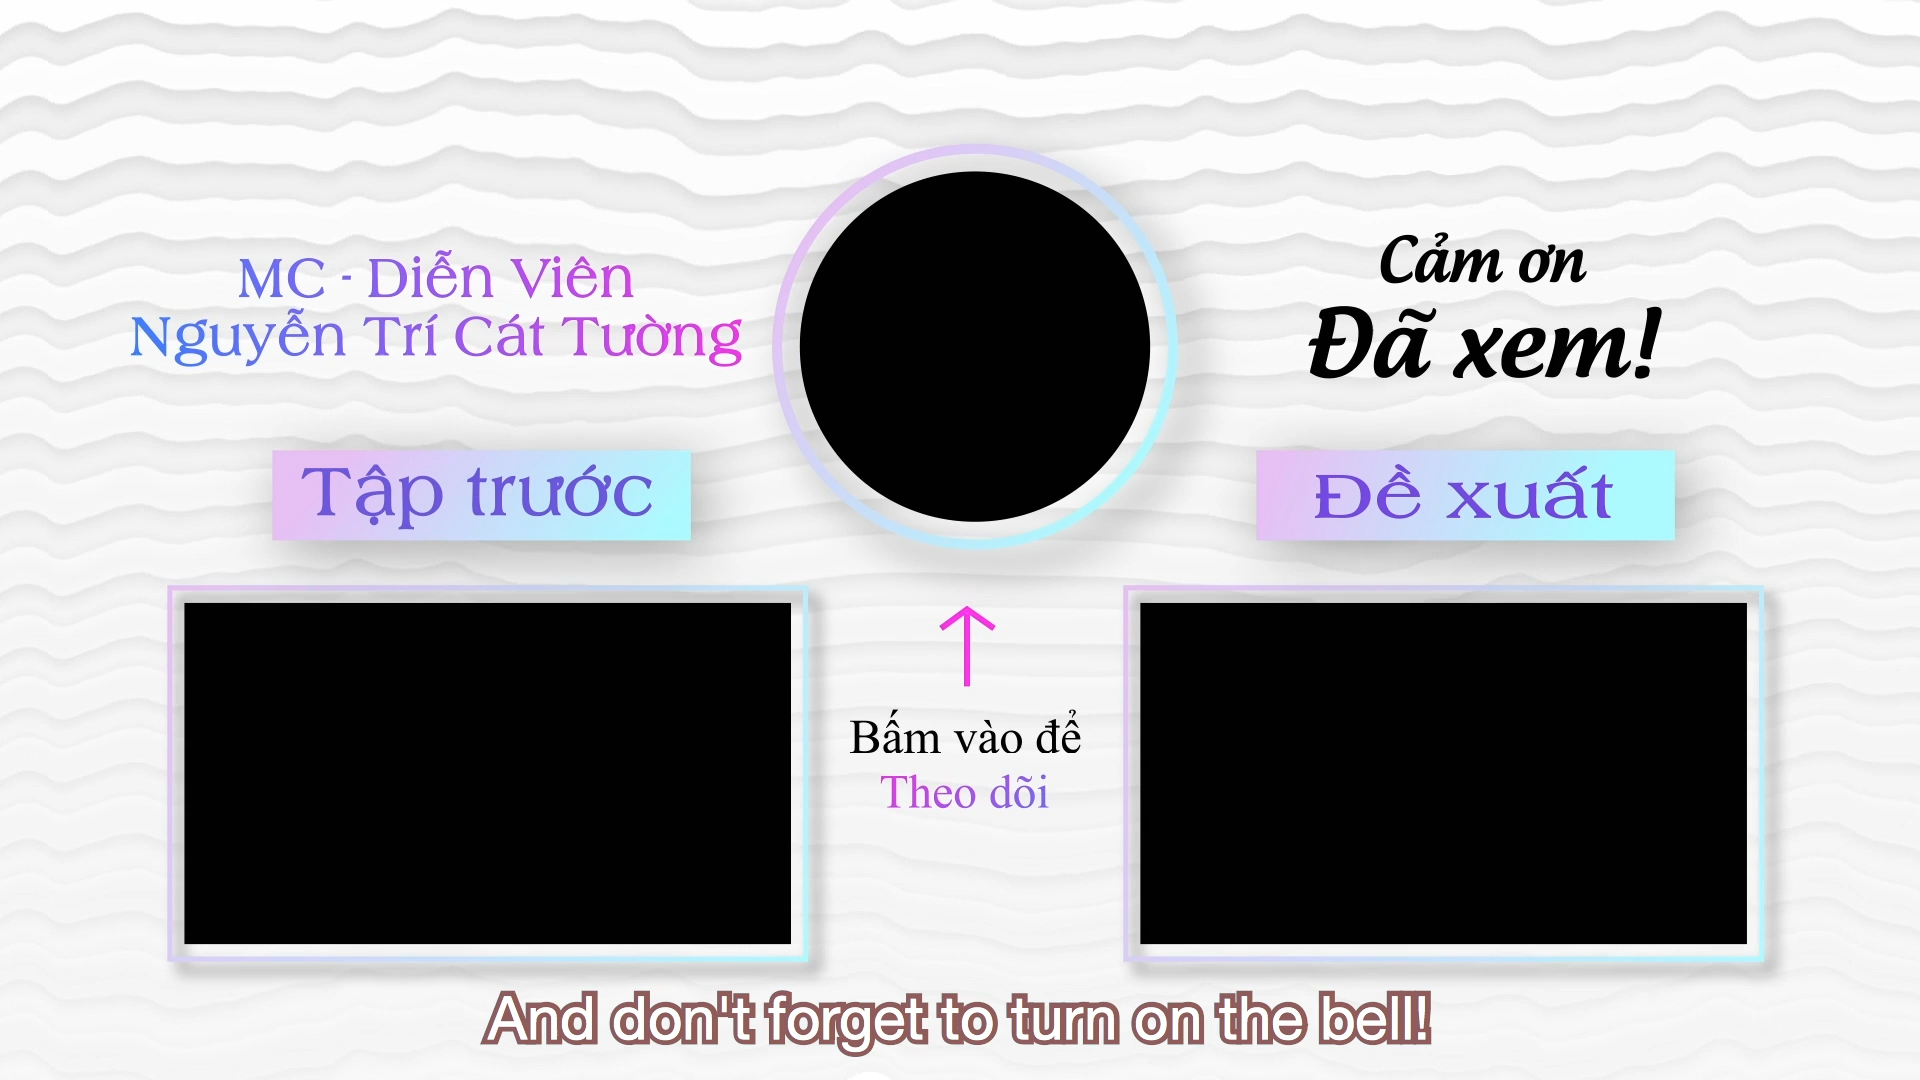 MC - Diễn Viên
Nguyễn Trí Cát Tường
Cảm ơn
Đã xem!
Tập trước
Đề xuất
Bấm vào để
Theo dõi
And don't forget to turn on the bell!